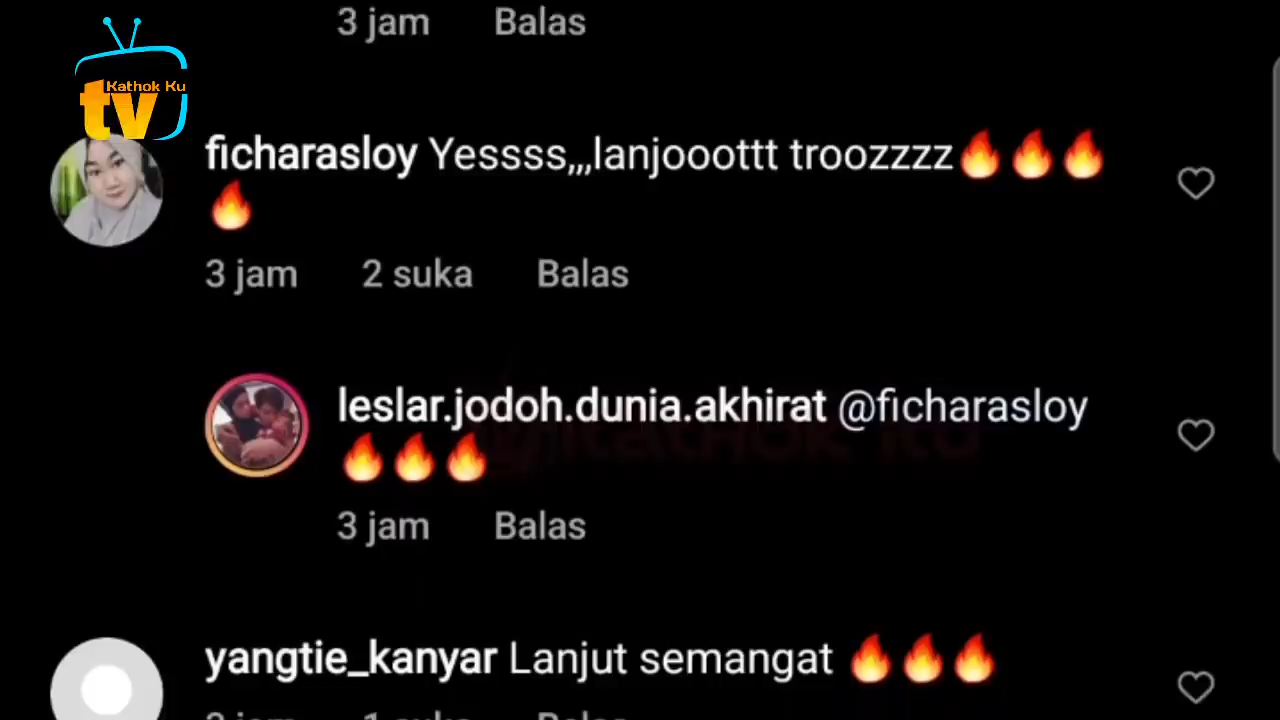 3 jam Balas
Kathok Ku
tv
ficharasloy Yessss,,,lanjooottt troozzzz🔥🔥🔥
🔥
3 jam 2 suka Balas
leslar.jodoh.dunia.akhirat @ficharasloy
🔥🔥🔥
3 jam Balas
yangtie_kanyar Lanjut semangat 🔥🔥🔥